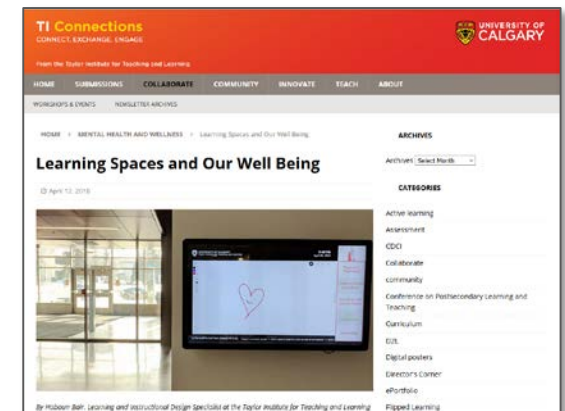 TI Connections
CONNECT. EXCHANGE. ENGAGE
From the Taylor Institute for Teaching and Learning
UNIVERSITY OF
CALGARY
HOME SUBMISSIONS COLLABORATE COMMUNITY INNOVATE TEACH ABOUT
WORKSHOPS & EVENTS NEWSLETTER ARCHIVES
HOME > MENTAL HEALTH AND WELLNESS > Learning Spaces and Our Well Being
Learning Spaces and Our Well Being
April 12, 2018
By Haboun Bair, Learning and Instructional Design Specialist at the Taylor Institute for Teaching and Learning
ARCHIVES
Archives Select Month
CATEGORIES
Active learning
Assessment
CDCI
Collaborate
community
Conference on Postsecondary Learning and
Teaching
Curriculum
D2L
Digital posters
Director's Corner
ePortfolio
Flipped Learning